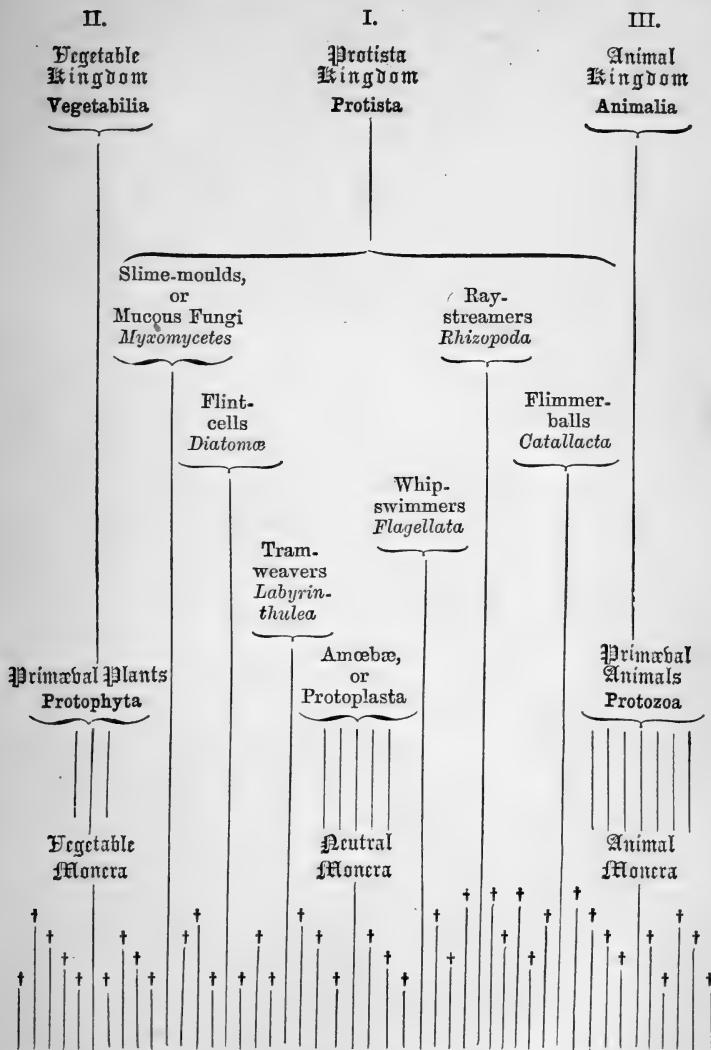 II.
Vegetable
Kingdom
Vegetabilia
I.
Protista
Kingdom
Protista
III.
Animal
Kingdom
Animalia
Slime-moulds,
or
Mucous Fungi
Myxomycetes
Ray-
streamers
Rhizopoda
Flint-
cells
Diatomæ
Flimmer-
balls
Catallacta
Whip-
swimmers
Flagellata
Tram-
weavers
Labyrin-
thulea
Amœbæ,
or
Protoplasta
Primæval Plants
Protophyta
Primæval
Animals
Protozoa
Vegetable
Monera
Neutral
Monera
Animal
Monera